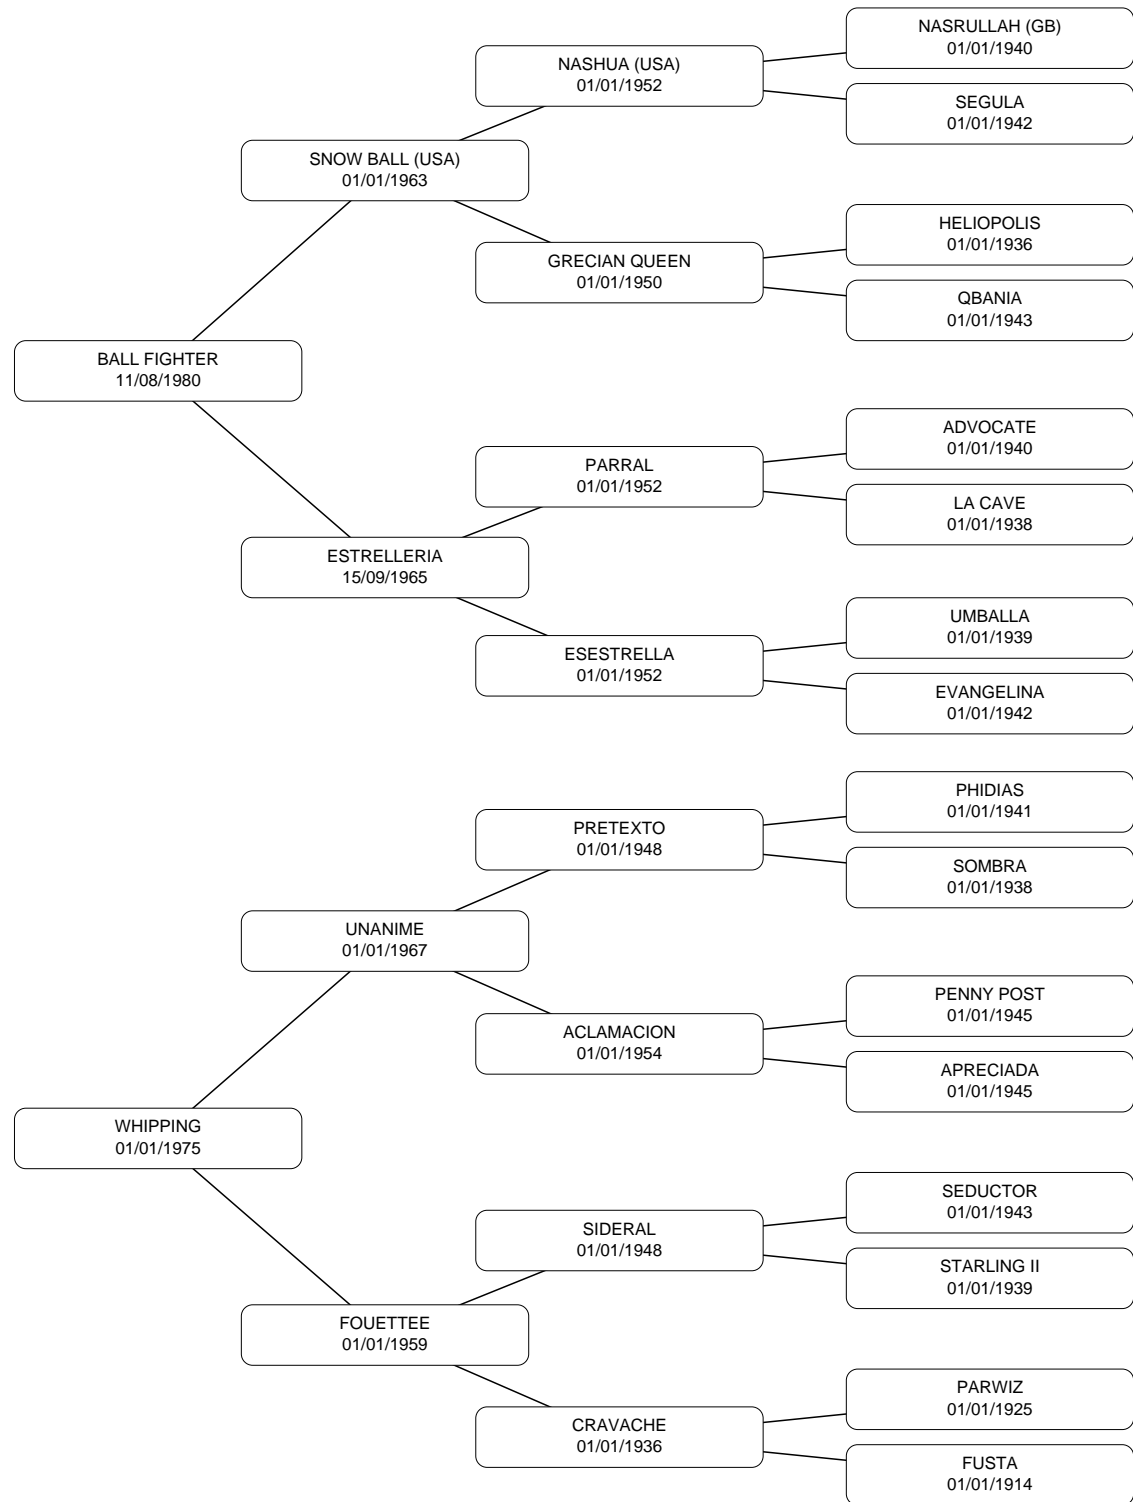 NASRULLAH (GB)
01/01/1940
NASHUA (USA)
01/01/1952
SEGULA
01/01/1942
SNOW BALL (USA)
01/01/1963
HELIOPOLIS
01/01/1936
GRECIAN QUEEN
01/01/1950
QBANIA
01/01/1943
BALL FIGHTER
11/08/1980
ADVOCATE
01/01/1940
PARRAL
01/01/1952
LA CAVE
01/01/1938
ESTRELLERIA
15/09/1965
UMBALLA
01/01/1939
ESESTRELLA
01/01/1952
EVANGELINA
01/01/1942
PHIDIAS
01/01/1941
PRETEXTO
01/01/1948
SOMBRA
01/01/1938
UNANIME
01/01/1967
PENNY POST
01/01/1945
ACLAMACION
01/01/1954
APRECIADA
01/01/1945
WHIPPING
01/01/1975
SEDUCTOR
01/01/1943
SIDERAL
01/01/1948
STARLING II
01/01/1939
FOUETTEE
01/01/1959
PARWIZ
01/01/1925
CRAVACHE
01/01/1936
FUSTA
01/01/1914